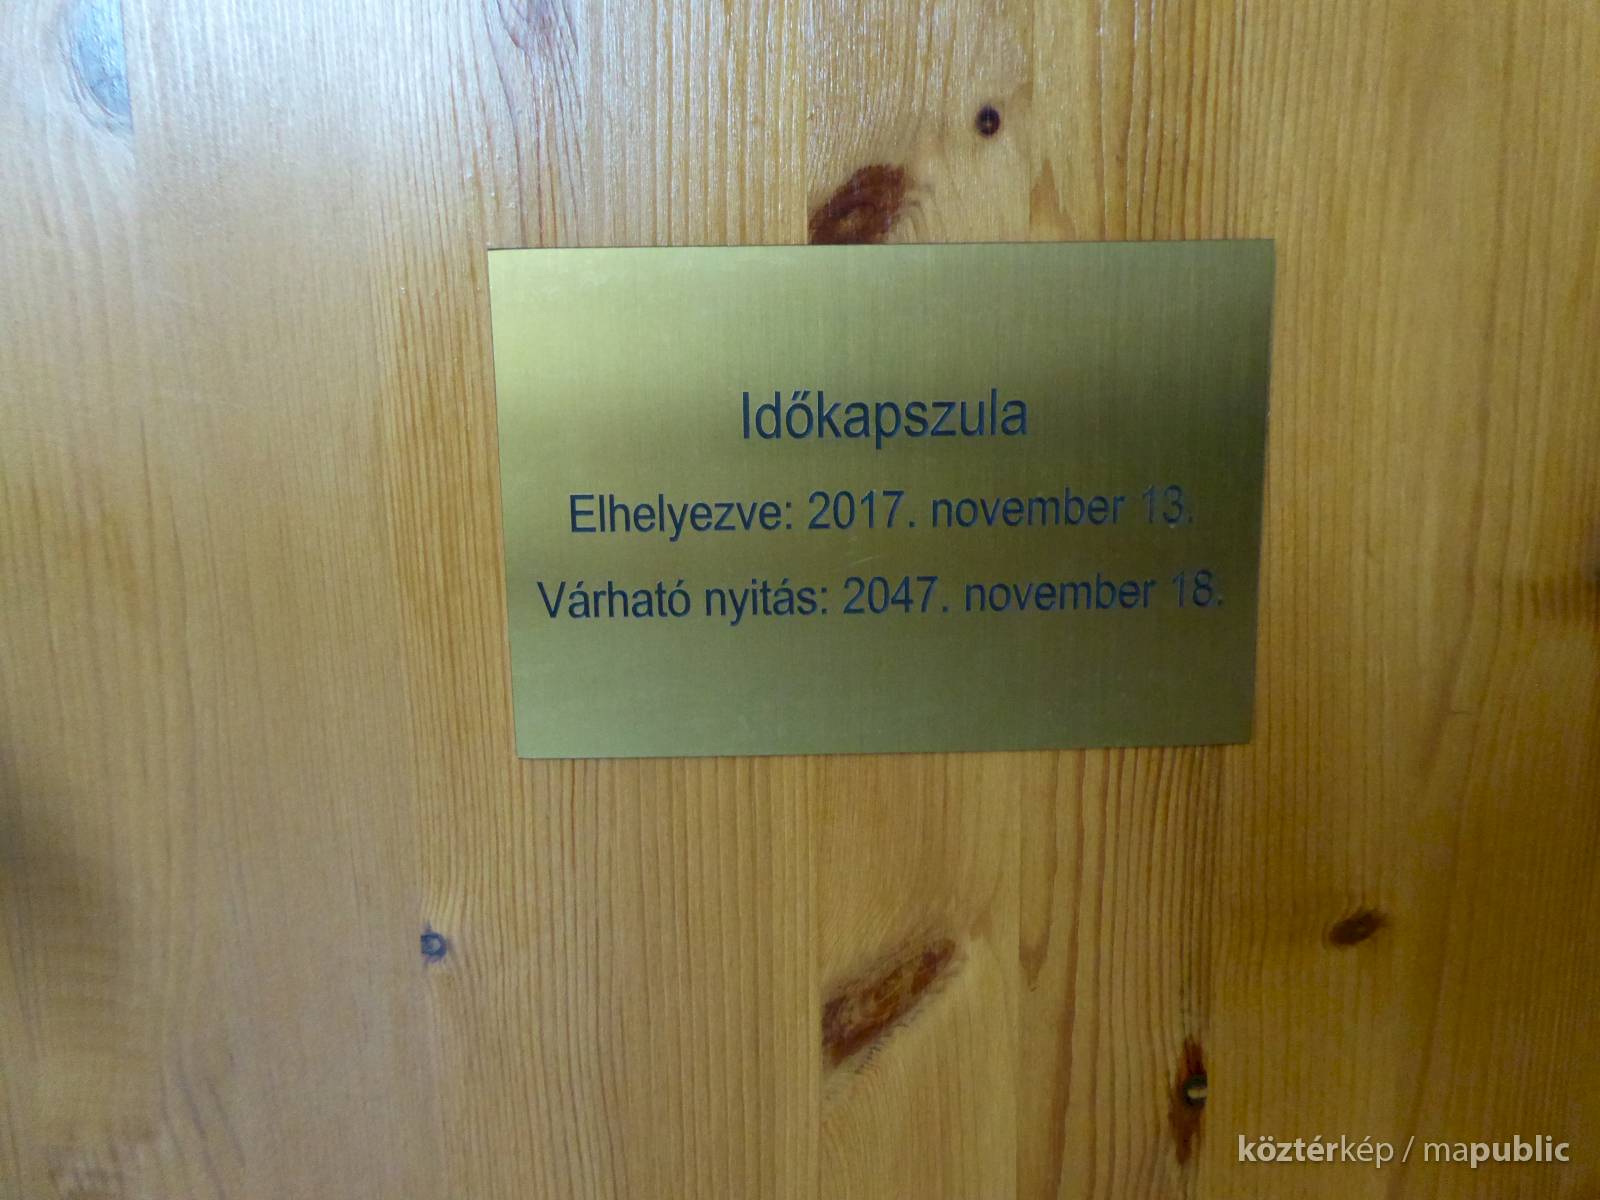 Időkapszula
Elhelyezve: 2017. november 13.
Várható nyitás: 2047. november 18.
köztérkép / mapublic